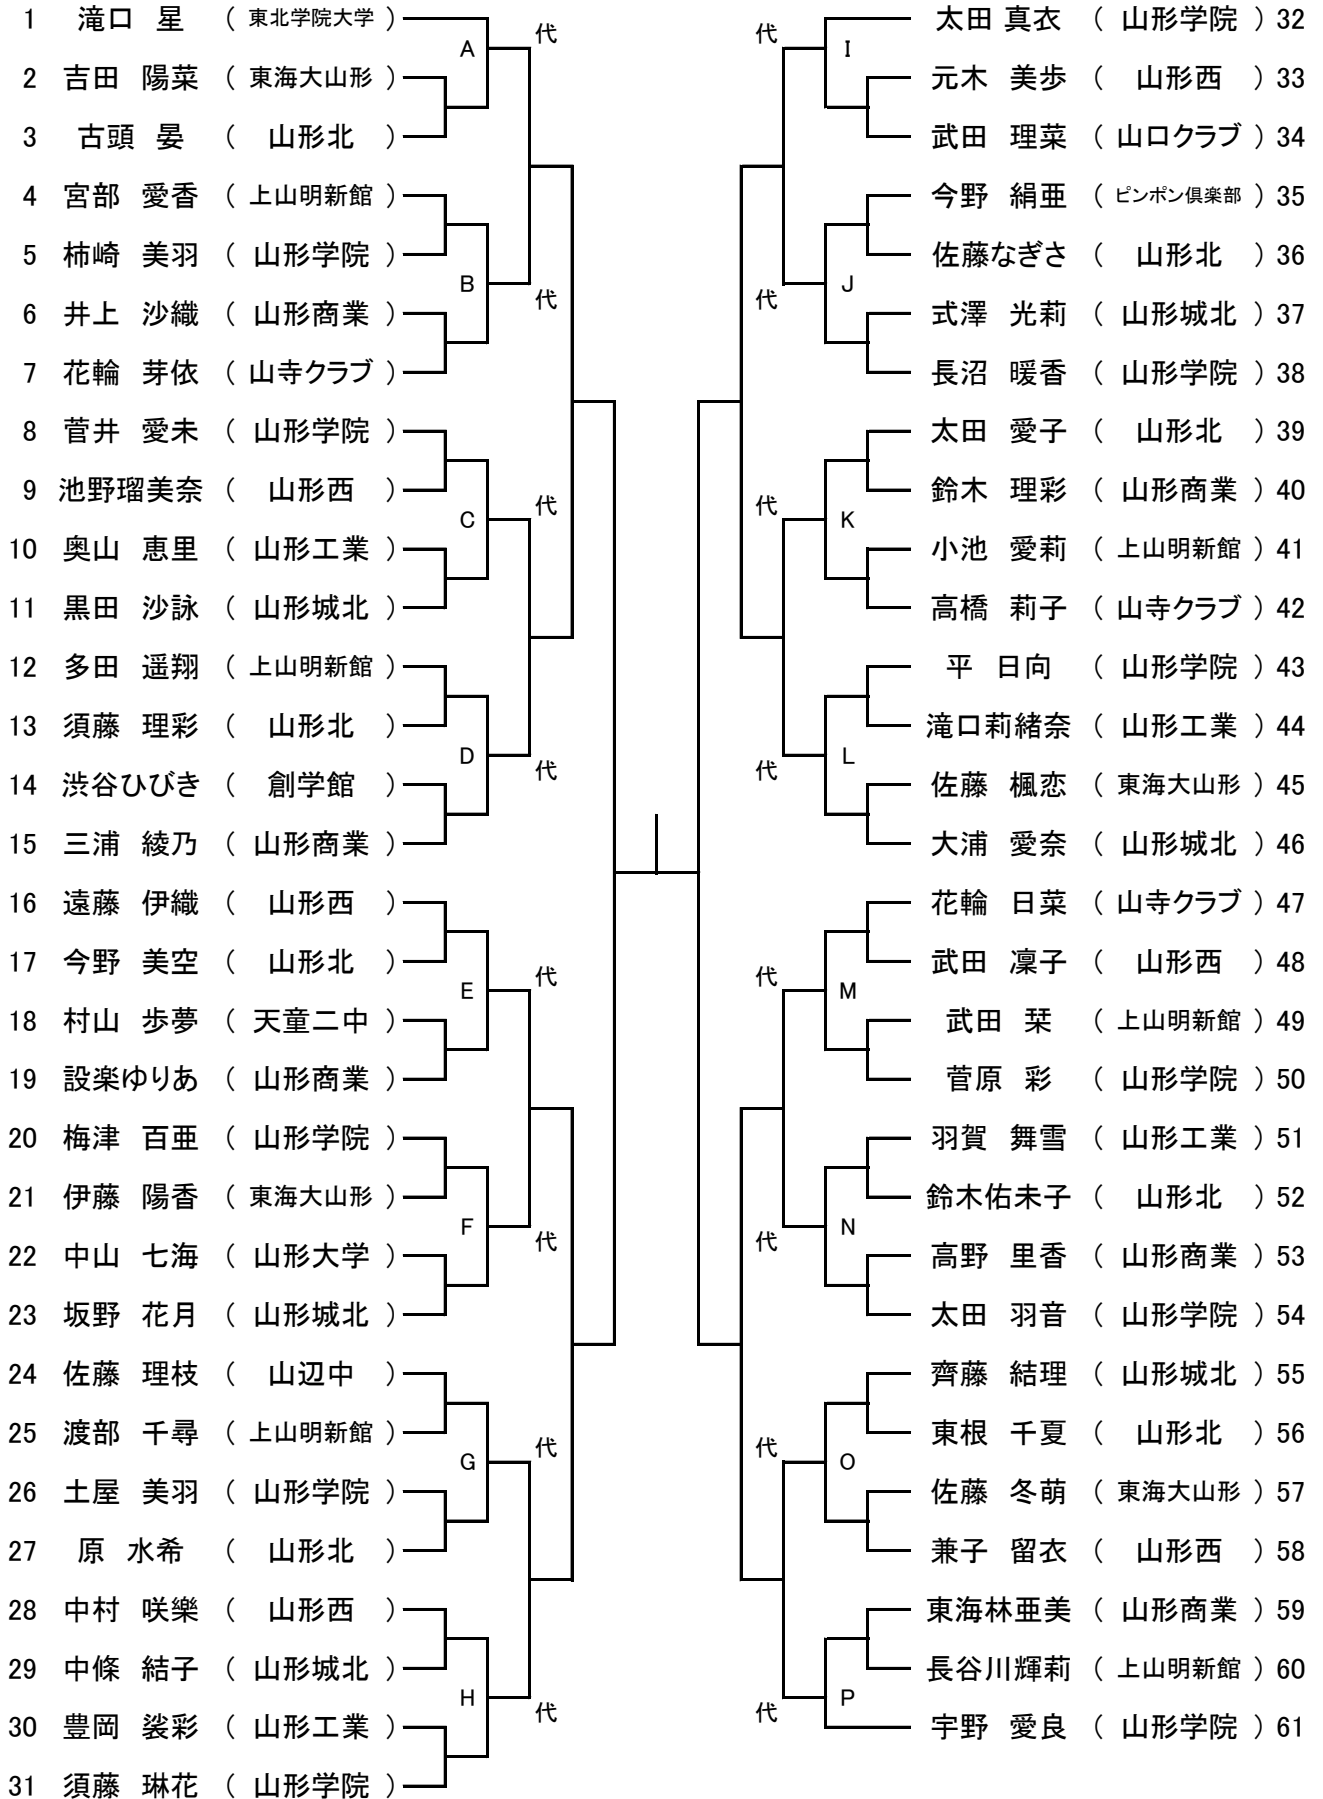 1 滝口 星 ( 東北学院大学 )
A 代
2 吉田 陽菜 ( 東海大山形 )
3 古頭 晏 ( 山形北 )
4 宮部 愛香 ( 上山明新館 )
5 柿崎 美羽 ( 山形学院 )
B 代
6 井上 沙織 ( 山形商業 )
7 花輪 芽依 ( 山寺クラブ )
8 菅井 愛未 ( 山形学院 )
9 池野瑠美奈 ( 山形西 )
C 代
10 奥山 恵里 ( 山形工業 )
11 黒田 沙詠 ( 山形城北 )
12 多田 遥翔 ( 上山明新館 )
13 須藤 理彩 ( 山形北 )
D 代
14 渋谷ひびき ( 創学館 )
15 三浦 綾乃 ( 山形商業 )
16 遠藤 伊織 ( 山形西 )
17 今野 美空 ( 山形北 )
E 代
18 村山 歩夢 ( 天童二中 )
19 設楽ゆりあ ( 山形商業 )
20 梅津 百亜 ( 山形学院 )
21 伊藤 陽香 ( 東海大山形 )
F 代
22 中山 七海 ( 山形大学 )
23 坂野 花月 ( 山形城北 )
24 佐藤 理枝 ( 山辺中 )
25 渡部 千尋 ( 上山明新館 )
G 代
26 土屋 美羽 ( 山形学院 )
27 原 水希 ( 山形北 )
28 中村 咲樂 ( 山形西 )
29 中條 結子 ( 山形城北 )
H 代
30 豊岡 裟彩 ( 山形工業 )
31 須藤 琳花 ( 山形学院 )
太田 真衣 ( 山形学院 ) 32
代 I
元木 美歩 ( 山形西 ) 33
武田 理菜 ( 山口クラブ ) 34
今野 絹亜 ( ピンポン倶楽部 ) 35
佐藤なぎさ ( 山形北 ) 36
代 J
式澤 光莉 ( 山形城北 ) 37
長沼 暖香 ( 山形学院 ) 38
太田 愛子 ( 山形北 ) 39
鈴木 理彩 ( 山形商業 ) 40
代 K
小池 愛莉 ( 上山明新館 ) 41
高橋 莉子 ( 山寺クラブ ) 42
平 日向 ( 山形学院 ) 43
滝口莉緒奈 ( 山形工業 ) 44
代 L
佐藤 楓恋 ( 東海大山形 ) 45
大浦 愛奈 ( 山形城北 ) 46
花輪 日菜 ( 山寺クラブ ) 47
武田 凜子 ( 山形西 ) 48
代 M
武田 栞 ( 上山明新館 ) 49
菅原 彩 ( 山形学院 ) 50
羽賀 舞雪 ( 山形工業 ) 51
鈴木佑未子 ( 山形北 ) 52
代 N
高野 里香 ( 山形商業 ) 53
太田 羽音 ( 山形学院 ) 54
齊藤 結理 ( 山形城北 ) 55
東根 千夏 ( 山形北 ) 56
代 O
佐藤 冬萌 ( 東海大山形 ) 57
兼子 留衣 ( 山形西 ) 58
東海林亜美 ( 山形商業 ) 59
長谷川輝莉 ( 上山明新館 ) 60
代 P
宇野 愛良 ( 山形学院 ) 61